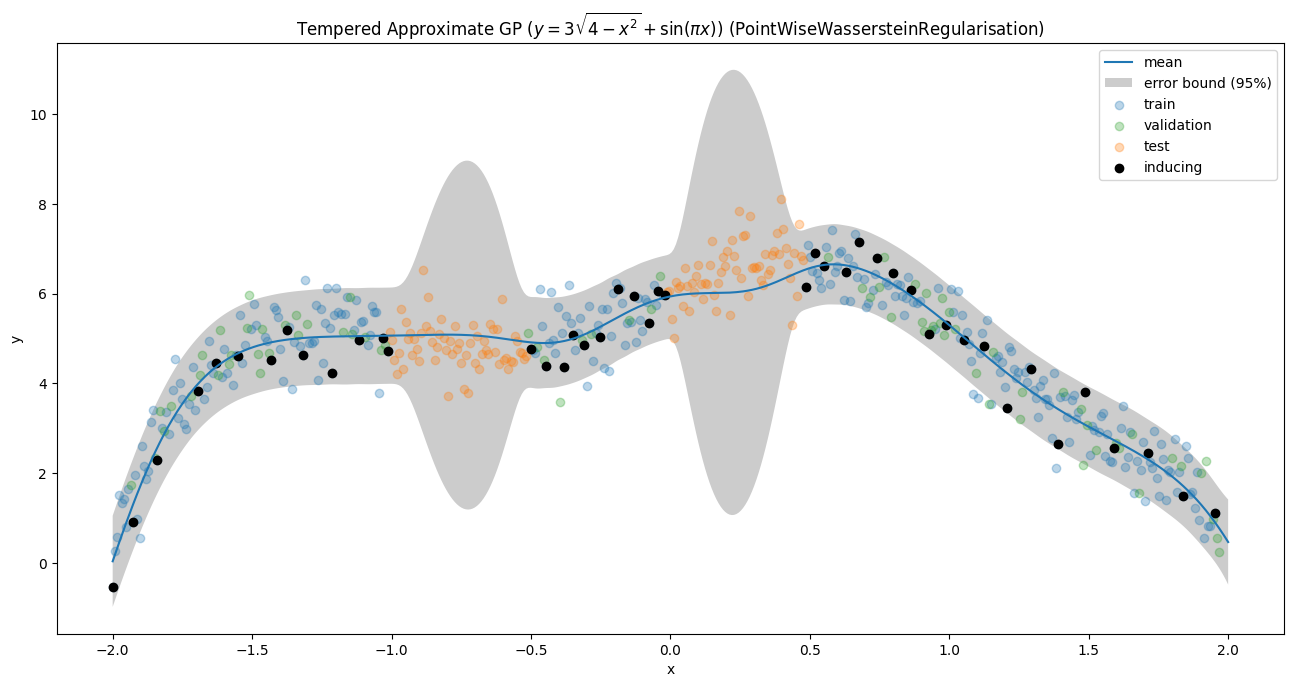 Tempered Approximate GP (y = 3√(4 − x²) + sin(πx)) (PointWiseWassersteinRegularisation)
mean
error bound (95%)
train
validation
test
inducing
y
10
8
6
4
2
0
−2.0 −1.5 −1.0 −0.5 0.0 0.5 1.0 1.5 2.0
x